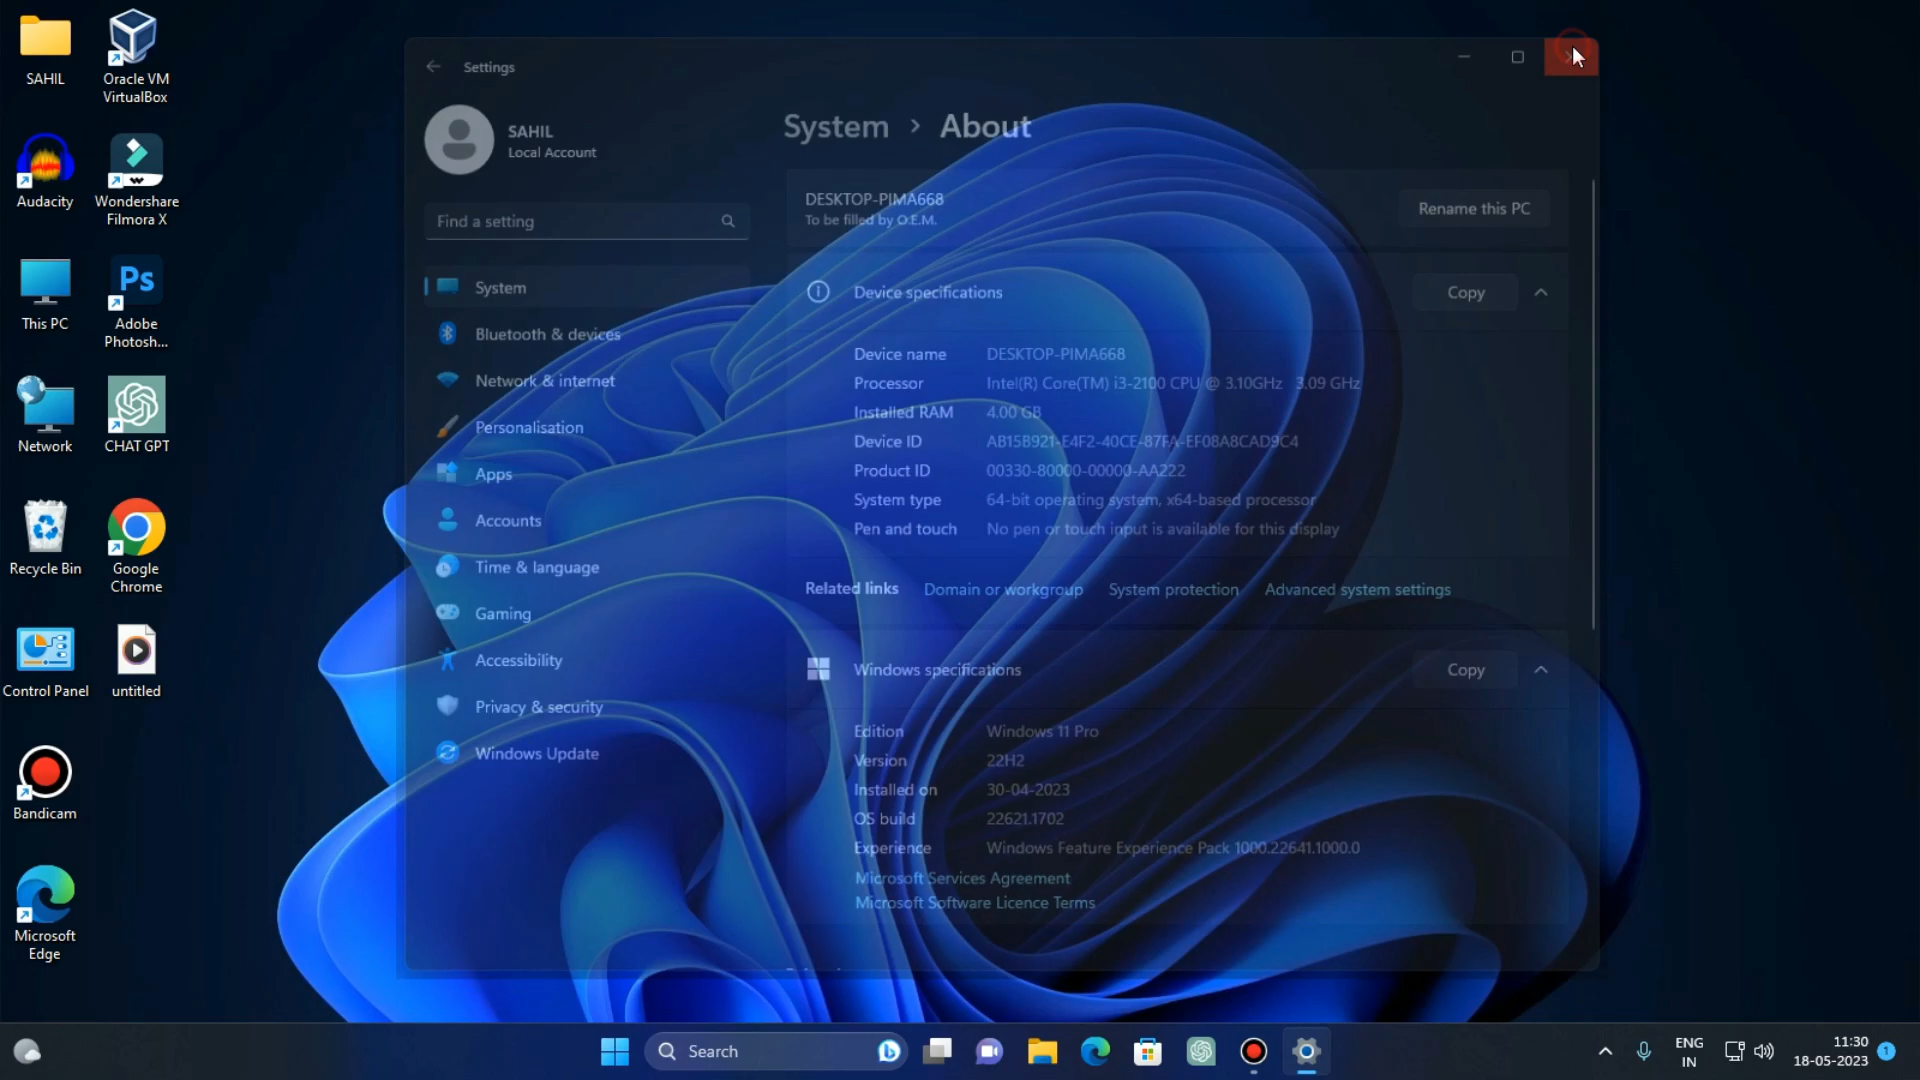 SAHIL
Oracle VM
VirtualBox
Audacity
Wondershare
Filmora X
This PC
Ps
Adobe
Photosh...
Network
CHAT GPT
Recycle Bin
Google
Chrome
Control Panel
untitled
Bandicam
Microsoft
Edge
Settings
SAHIL
Local Account
Find a setting
System
Bluetooth & devices
Network & internet
Personalisation
Apps
Accounts
Time & language
Gaming
Accessibility
Privacy & security
Windows Update
System > About
DESKTOP-PIMA668
To be filled by O.E.M.
Rename this PC
Device specifications
Copy
Device name DESKTOP-PIMA668
Processor Intel(R) Core(TM) i3-2100 CPU @ 3.10GHz 3.09 GHz
Installed RAM 4.00 GB
Device ID AB15B921-E4F2-40CE-87FA-EF08A8CAD9C4
Product ID 00330-80000-00000-AA222
System type 64-bit operating system, x64-based processor
Pen and touch No pen or touch input is available for this display
Related links Domain or workgroup System protection Advanced system settings
Windows specifications
Copy
Edition Windows 11 Pro
Version 22H2
Installed on 30-04-2023
OS build 22621.1702
Experience Windows Feature Experience Pack 1000.22641.1000.0
Microsoft Services Agreement
Microsoft Software Licence Terms
Search
ENG
IN
11:30
18-05-2023
1